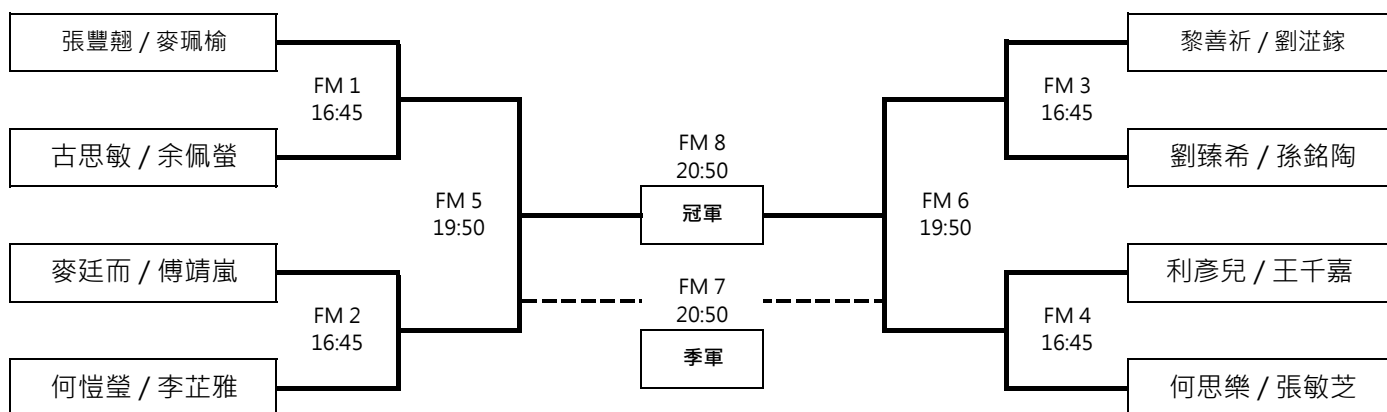 張豐翹 / 麥珮榆
FM 1
16:45
古思敏 / 余佩螢
FM 5
19:50
麥廷而 / 傅靖嵐
FM 2
16:45
何愷瑩 / 李芷雅
FM 8
20:50
冠軍
FM 7
20:50
季軍
黎善祈 / 劉淽鎵
FM 3
16:45
劉臻希 / 孫銘陶
FM 6
19:50
利彥兒 / 王千嘉
FM 4
16:45
何思樂 / 張敏芝